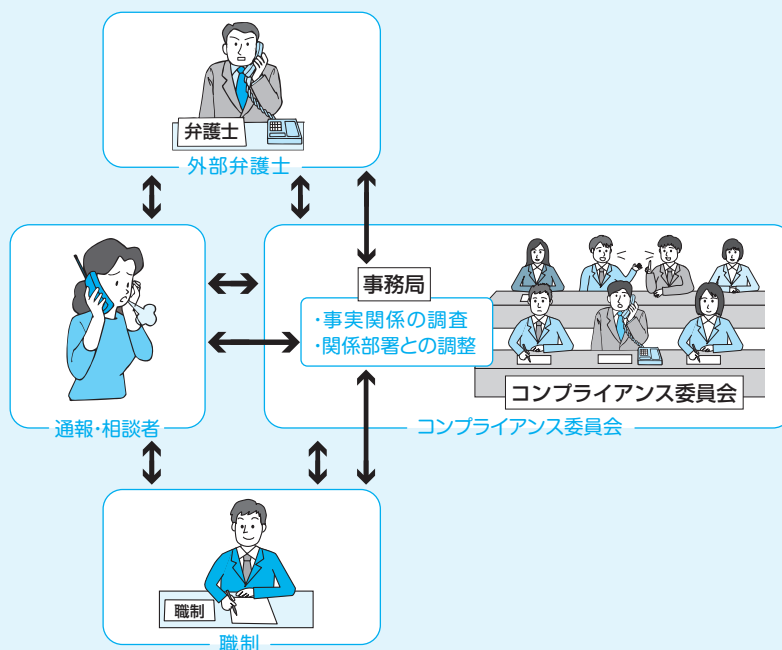 弁護士
外部弁護士
事務局
・事実関係の調査
・関係部署との調整
コンプライアンス委員会
通報・相談者
コンプライアンス委員会
職制
職制